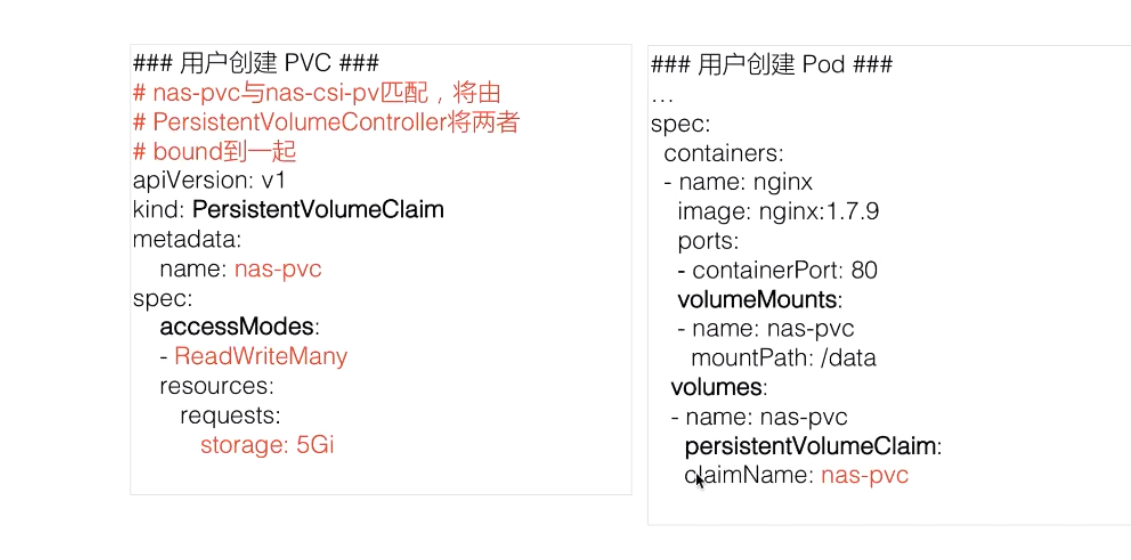 ### 用户创建 PVC ###
# nas-pvc与nas-csi-pv匹配，将由
# PersistentVolumeController将两者
# bound到一起
apiVersion: v1
kind: PersistentVolumeClaim
metadata:
name: nas-pvc
spec:
accessModes:
- ReadWriteMany
resources:
requests:
storage: 5Gi
### 用户创建 Pod ###
...
spec:
containers:
- name: nginx
image: nginx:1.7.9
ports:
- containerPort: 80
volumeMounts:
- name: nas-pvc
mountPath: /data
volumes:
- name: nas-pvc
persistentVolumeClaim:
claimName: nas-pvc